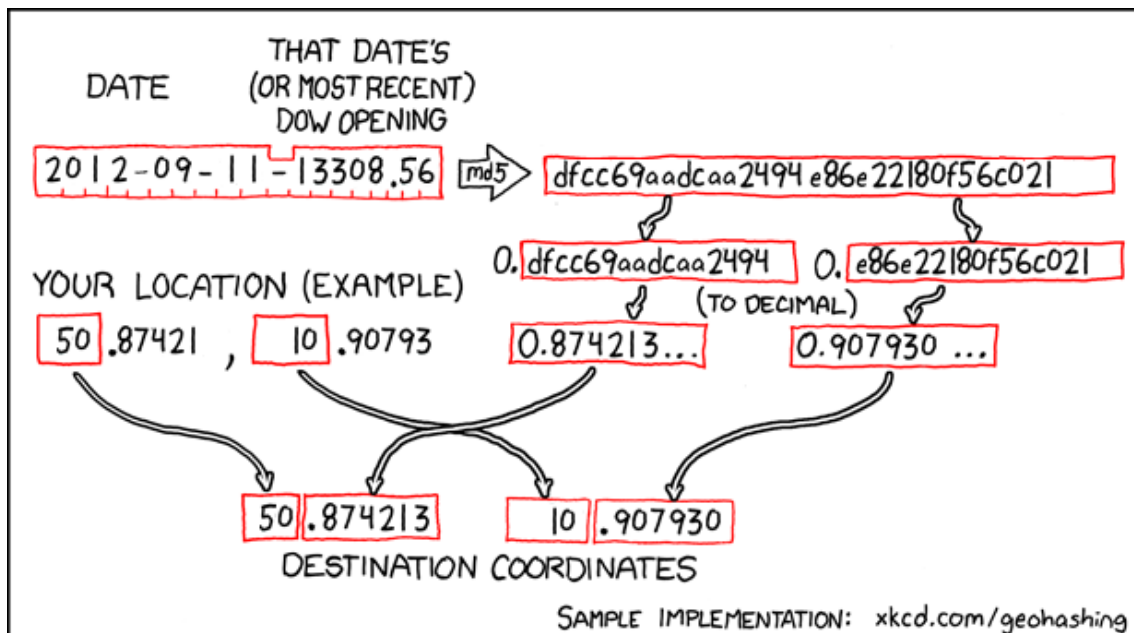 DATE
THAT DATE'S
(OR MOST RECENT)
DOW OPENING
2012-09-11-13308.56
md5
dfcc69aadcaa2494e86e22180f56c021
0.dfcc69aadcaa2494
0.e86e22180f56c021
YOUR LOCATION (EXAMPLE)
(TO DECIMAL)
50.87421, 10.90793
0.874213...
0.907930...
50.874213
10.907930
DESTINATION COORDINATES
SAMPLE IMPLEMENTATION: xkcd.com/geohashing